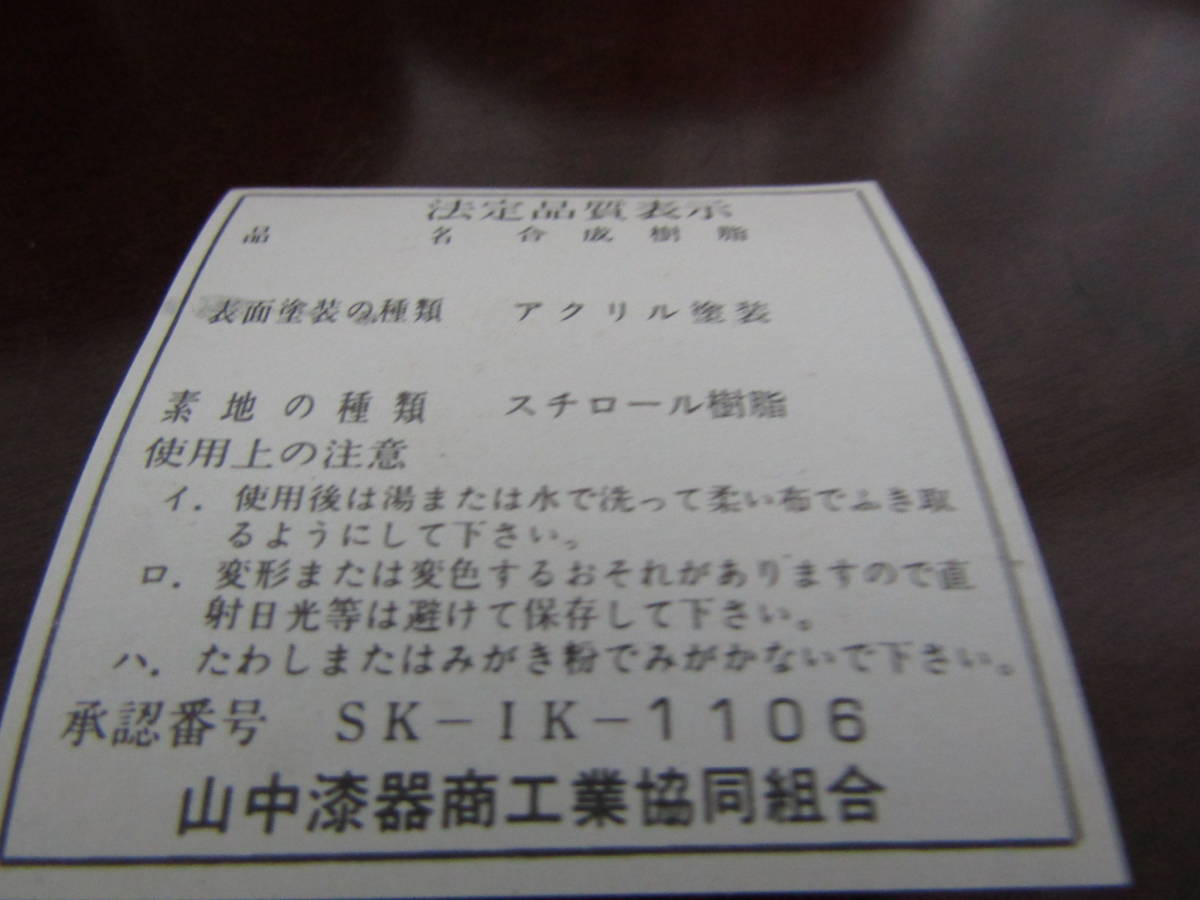 法定品質表示
品名 合成樹脂
表面塗装の種類 アクリル塗装
素地の種類 スチロール樹脂
使用上の注意
イ. 使用後は湯または水で洗って柔い布でふき取
るようにして下さい。
ロ. 変形または変色するおそれがありますので直
射日光等は避けて保存して下さい。
ハ. たわしまたはみがき粉でみがかないで下さい。
承認番号 SK-IK-1106
山中漆器商工業協同組合